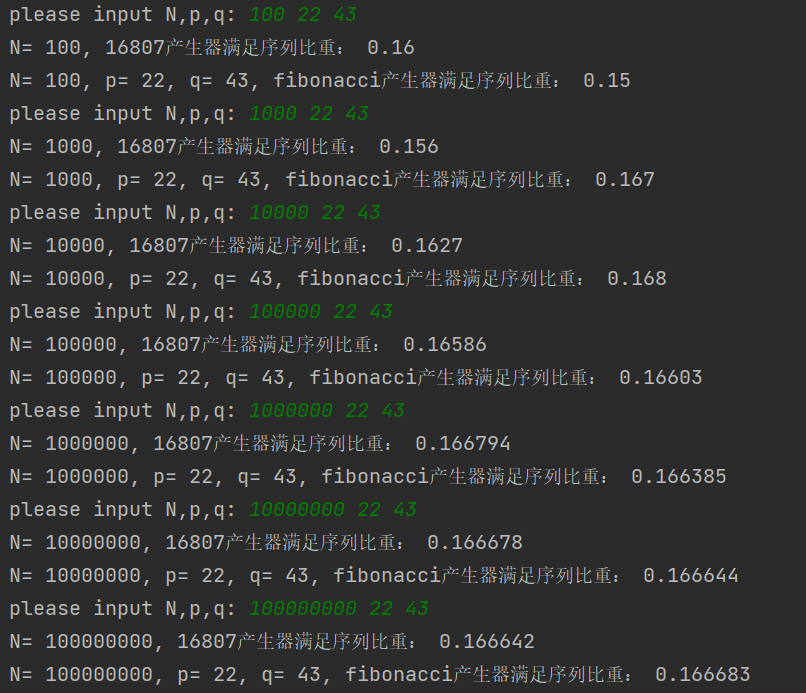 please input N,p,q: 100 22 43
N= 100, 16807产生器满足序列比重： 0.16
N= 100, p= 22, q= 43, fibonacci产生器满足序列比重： 0.15
please input N,p,q: 1000 22 43
N= 1000, 16807产生器满足序列比重： 0.156
N= 1000, p= 22, q= 43, fibonacci产生器满足序列比重： 0.167
please input N,p,q: 10000 22 43
N= 10000, 16807产生器满足序列比重： 0.1627
N= 10000, p= 22, q= 43, fibonacci产生器满足序列比重： 0.168
please input N,p,q: 100000 22 43
N= 100000, 16807产生器满足序列比重： 0.16586
N= 100000, p= 22, q= 43, fibonacci产生器满足序列比重： 0.16603
please input N,p,q: 1000000 22 43
N= 1000000, 16807产生器满足序列比重： 0.166794
N= 1000000, p= 22, q= 43, fibonacci产生器满足序列比重： 0.166385
please input N,p,q: 10000000 22 43
N= 10000000, 16807产生器满足序列比重： 0.166678
N= 10000000, p= 22, q= 43, fibonacci产生器满足序列比重： 0.166644
please input N,p,q: 100000000 22 43
N= 100000000, 16807产生器满足序列比重： 0.166642
N= 100000000, p= 22, q= 43, fibonacci产生器满足序列比重： 0.166683